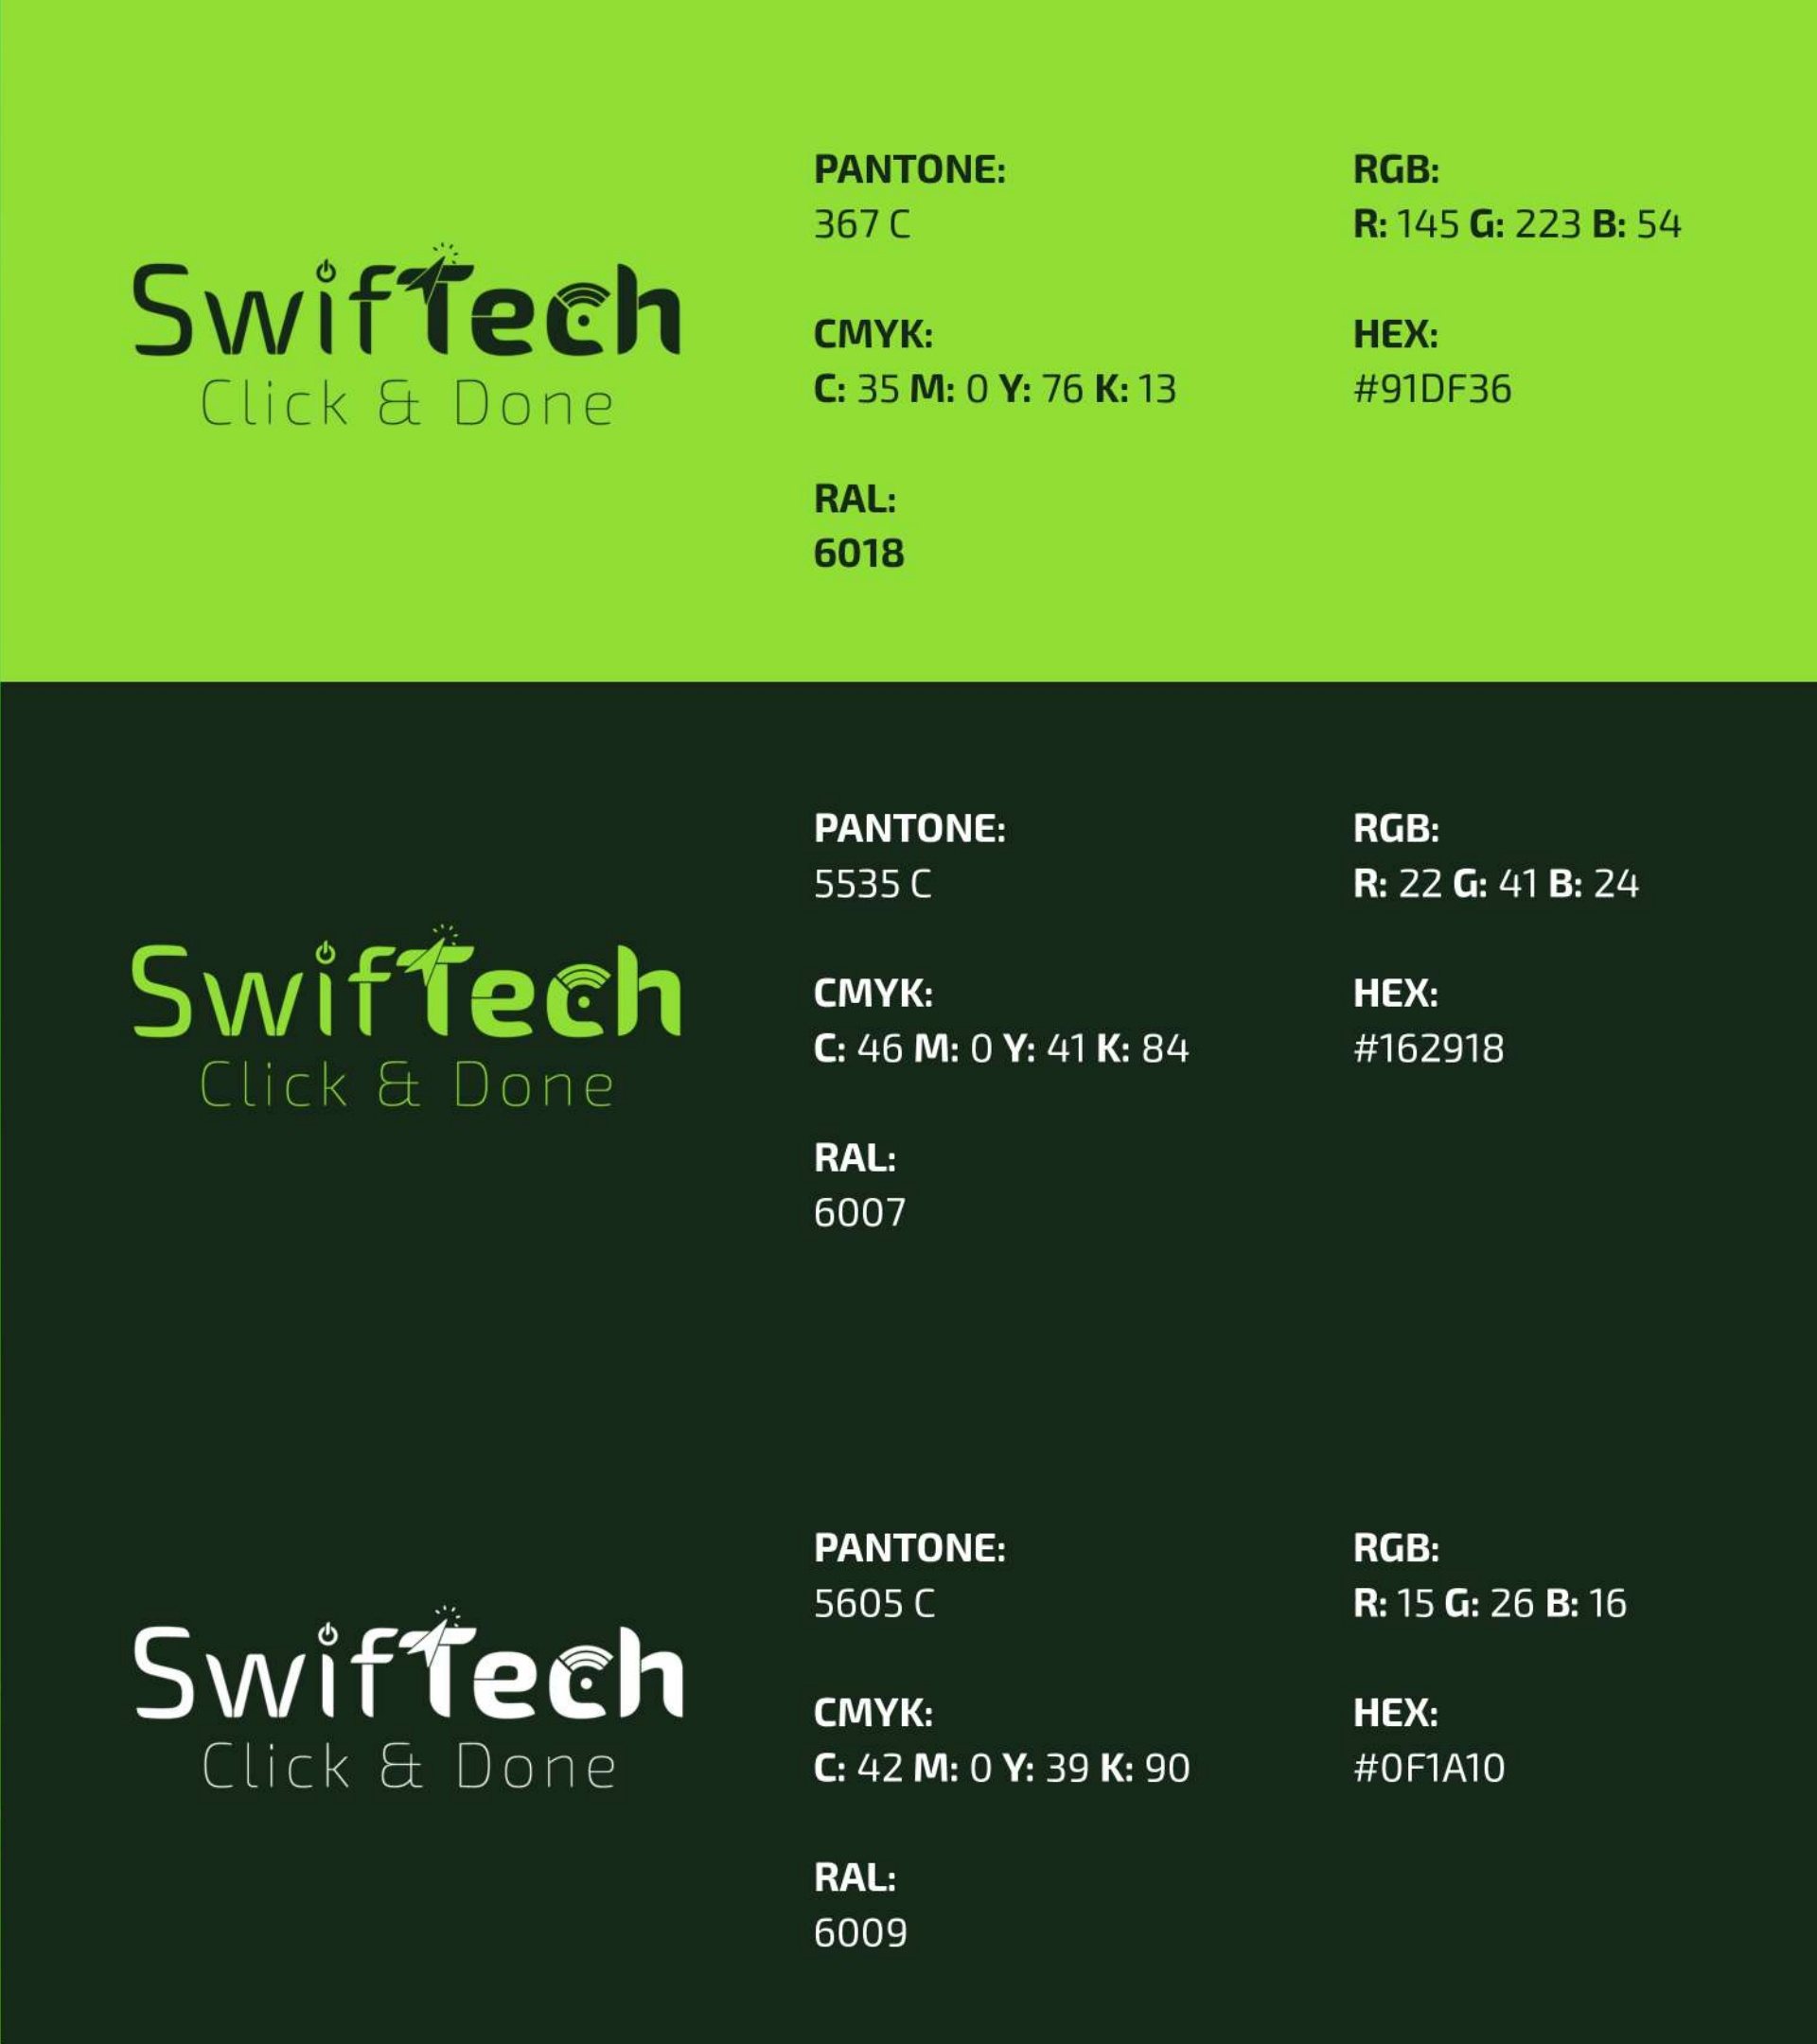 SwifTech
Click & Done
PANTONE:
367 C
CMYK:
C: 35 M: 0 Y: 76 K: 13
RAL:
6018
RGB:
R: 145 G: 223 B: 54
HEX:
#91DF36
SwifTech
Click & Done
PANTONE:
5535 C
CMYK:
C: 46 M: 0 Y: 41 K: 84
RAL:
6007
RGB:
R: 22 G: 41 B: 24
HEX:
#162918
SwifTech
Click & Done
PANTONE:
5605 C
CMYK:
C: 42 M: 0 Y: 39 K: 90
RAL:
6009
RGB:
R: 15 G: 26 B: 16
HEX:
#0F1A10